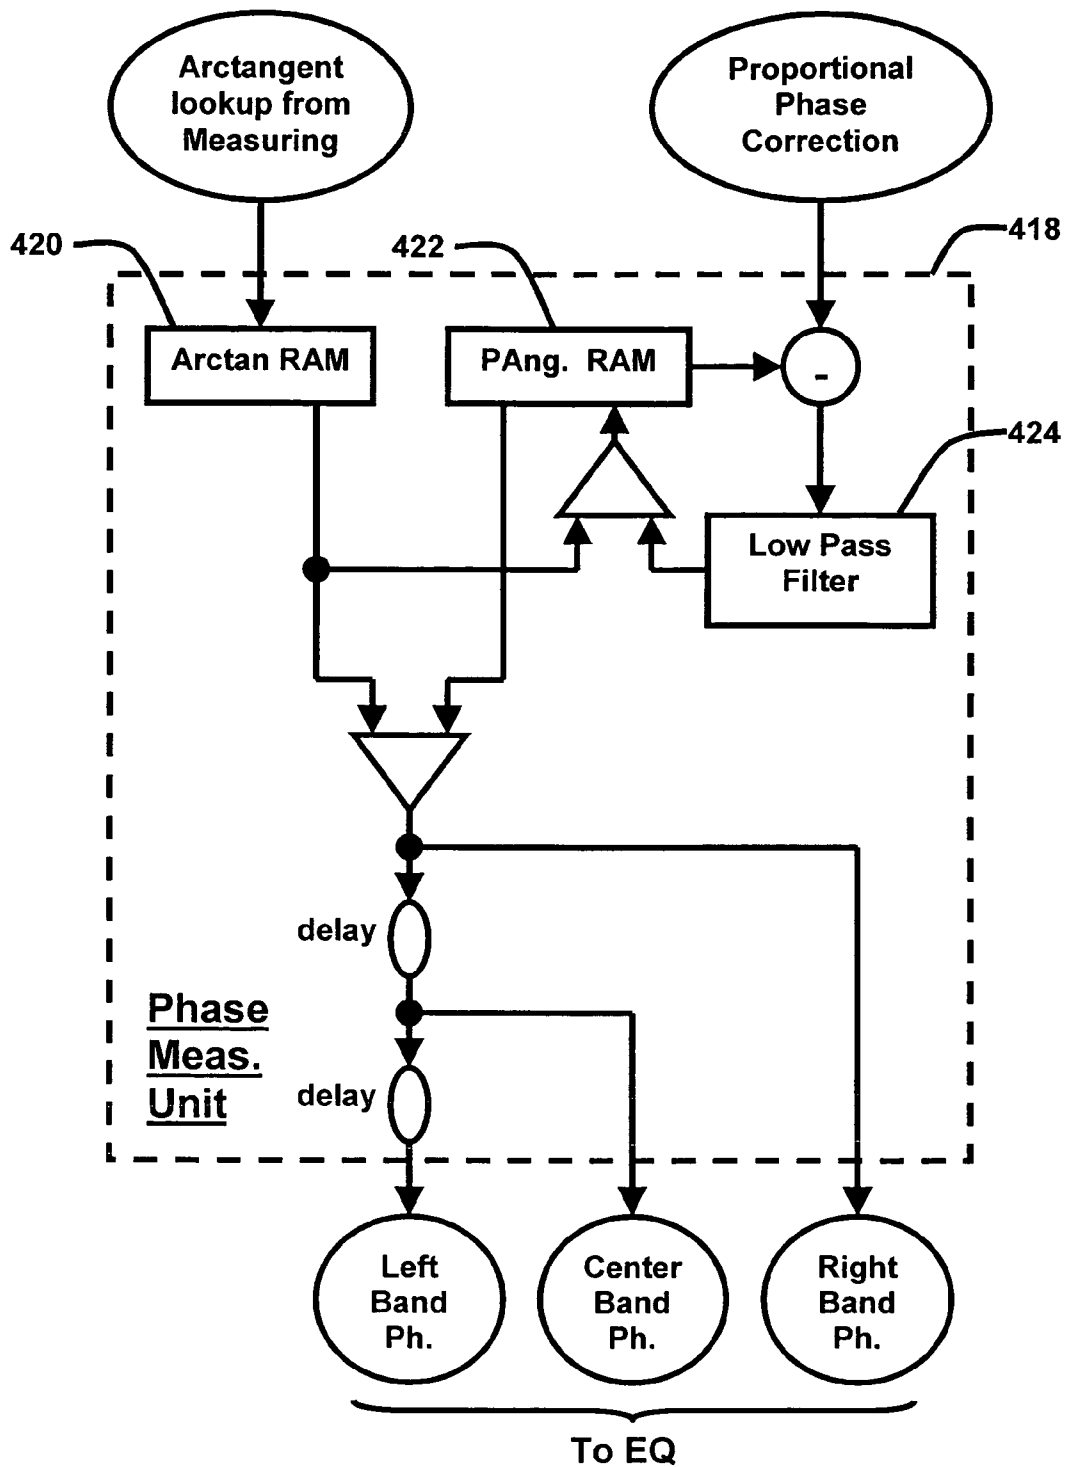 Arctangent
lookup from
Measuring
Proportional
Phase
Correction
420
422
418
Arctan RAM
PAng. RAM
-
424
Low Pass
Filter
delay
Phase
Meas.
Unit
delay
Left
Band
Ph.
Center
Band
Ph.
Right
Band
Ph.
To EQ